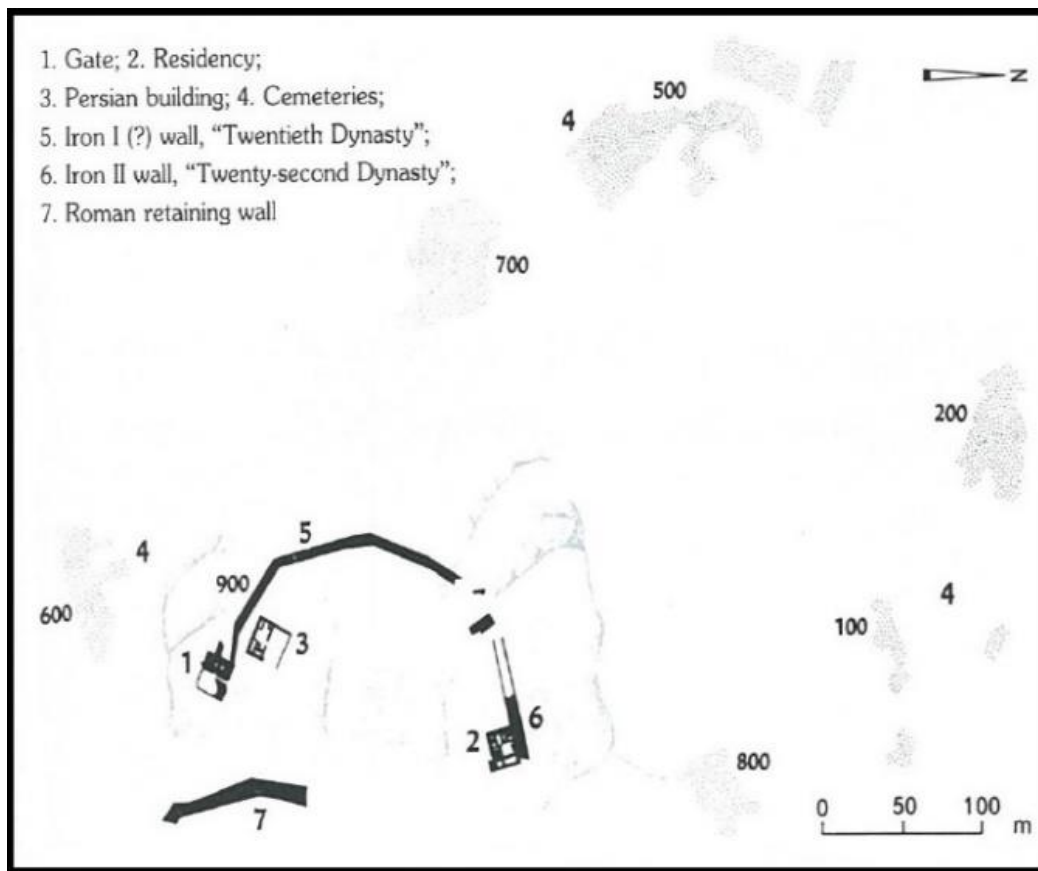 1. Gate; 2. Residency;
3. Persian building; 4. Cemeteries;
5. Iron I (?) wall, "Twentieth Dynasty";
6. Iron II wall, "Twenty-second Dynasty";
7. Roman retaining wall
500
4
N
700
200
5
4
900
600
4
100
3
1
6
2
800
7
0 50 100
m